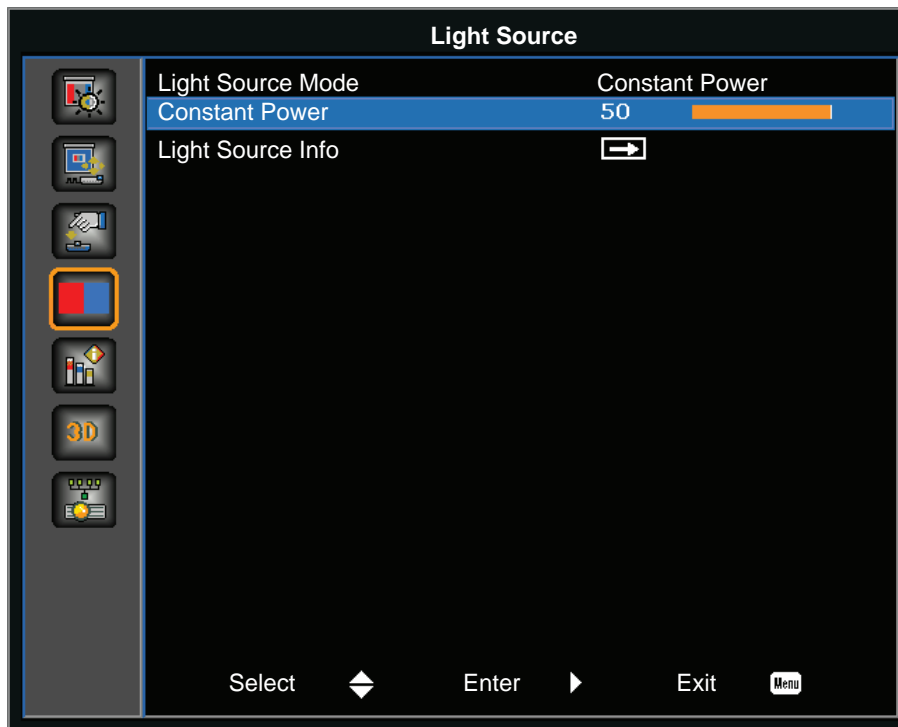 Light Source
Light Source Mode Constant Power
Constant Power 50
Light Source Info
3D
Select Enter Exit Menu